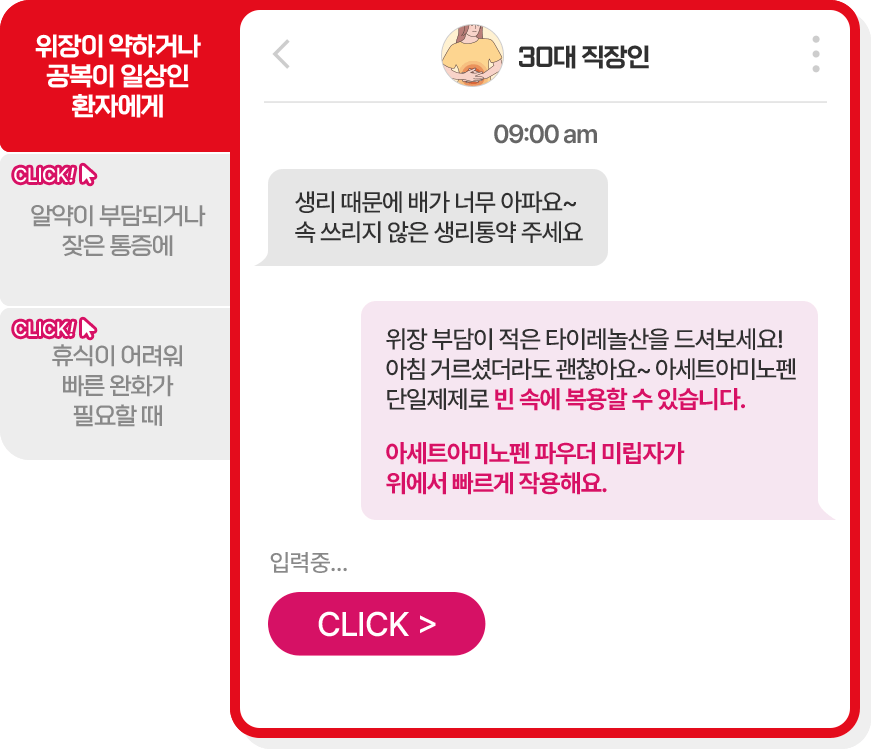 위장이 약하거나
공복이 일상인
환자에게
CLICK!
알약이 부담되거나
잦은 통증에
CLICK!
휴식이 어려워
빠른 완화가
필요할 때
30대 직장인
09:00 am
생리 때문에 배가 너무 아파요~
속 쓰리지 않은 생리통약 주세요
위장 부담이 적은 타이레놀산을 드셔보세요!
아침 거르셨더라도 괜찮아요~ 아세트아미노펜
단일제제로 빈 속에 복용할 수 있습니다.
아세트아미노펜 파우더 미립자가
위에서 빠르게 작용해요.
입력중...
CLICK >